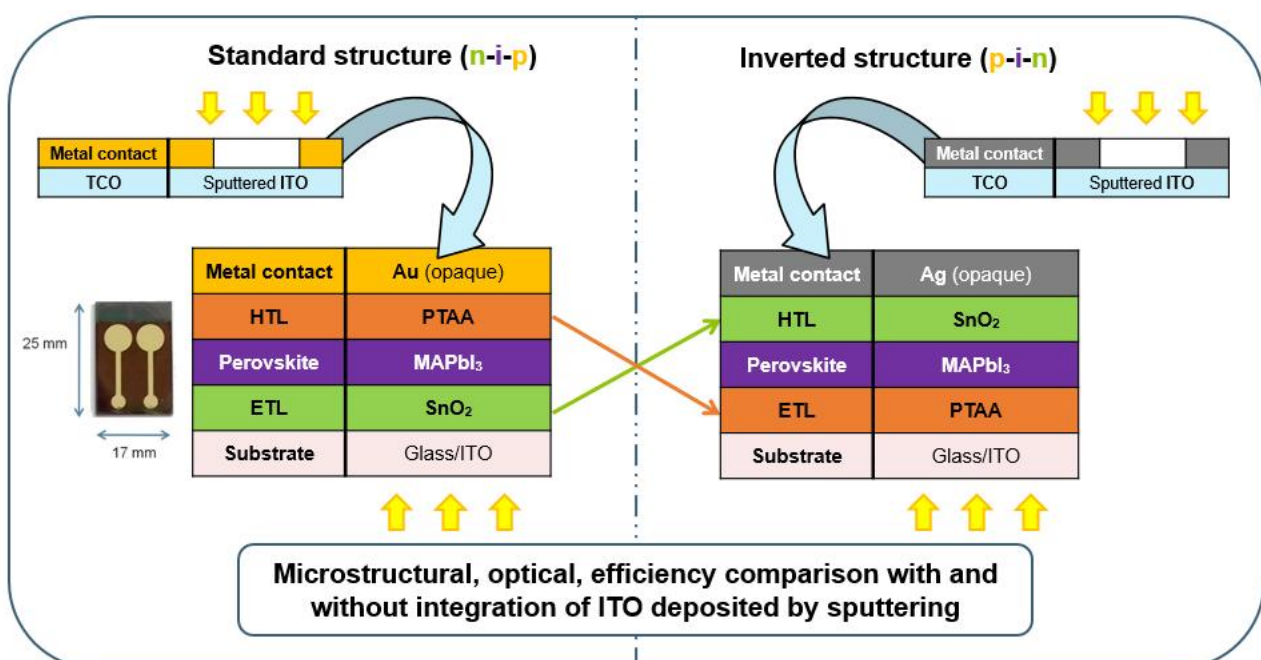 Standard structure (n-i-p)
Metal contact
TCO Sputtered ITO
Metal contact Au (opaque)
HTL PTAA
Perovskite MAPbI₃
ETL SnO₂
Substrate Glass/ITO
25 mm
17 mm
Inverted structure (p-i-n)
Metal contact
TCO Sputtered ITO
Metal contact Ag (opaque)
HTL SnO₂
Perovskite MAPbI₃
ETL PTAA
Substrate Glass/ITO
Microstructural, optical, efficiency comparison with and
without integration of ITO deposited by sputtering